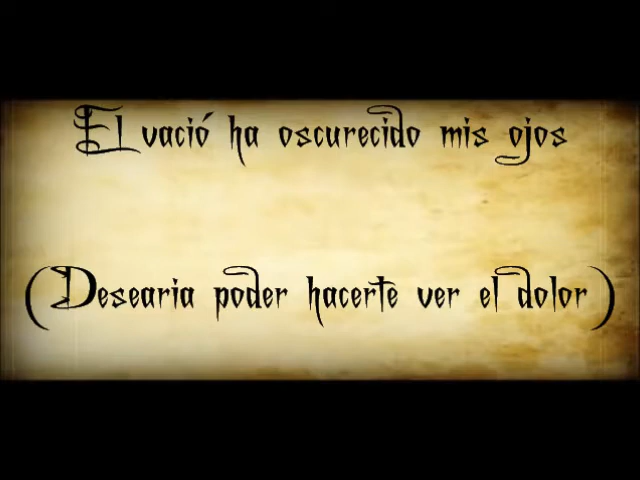 El vació ha oscurecido mis ojos
(Desearia poder hacerte ver el dolor)